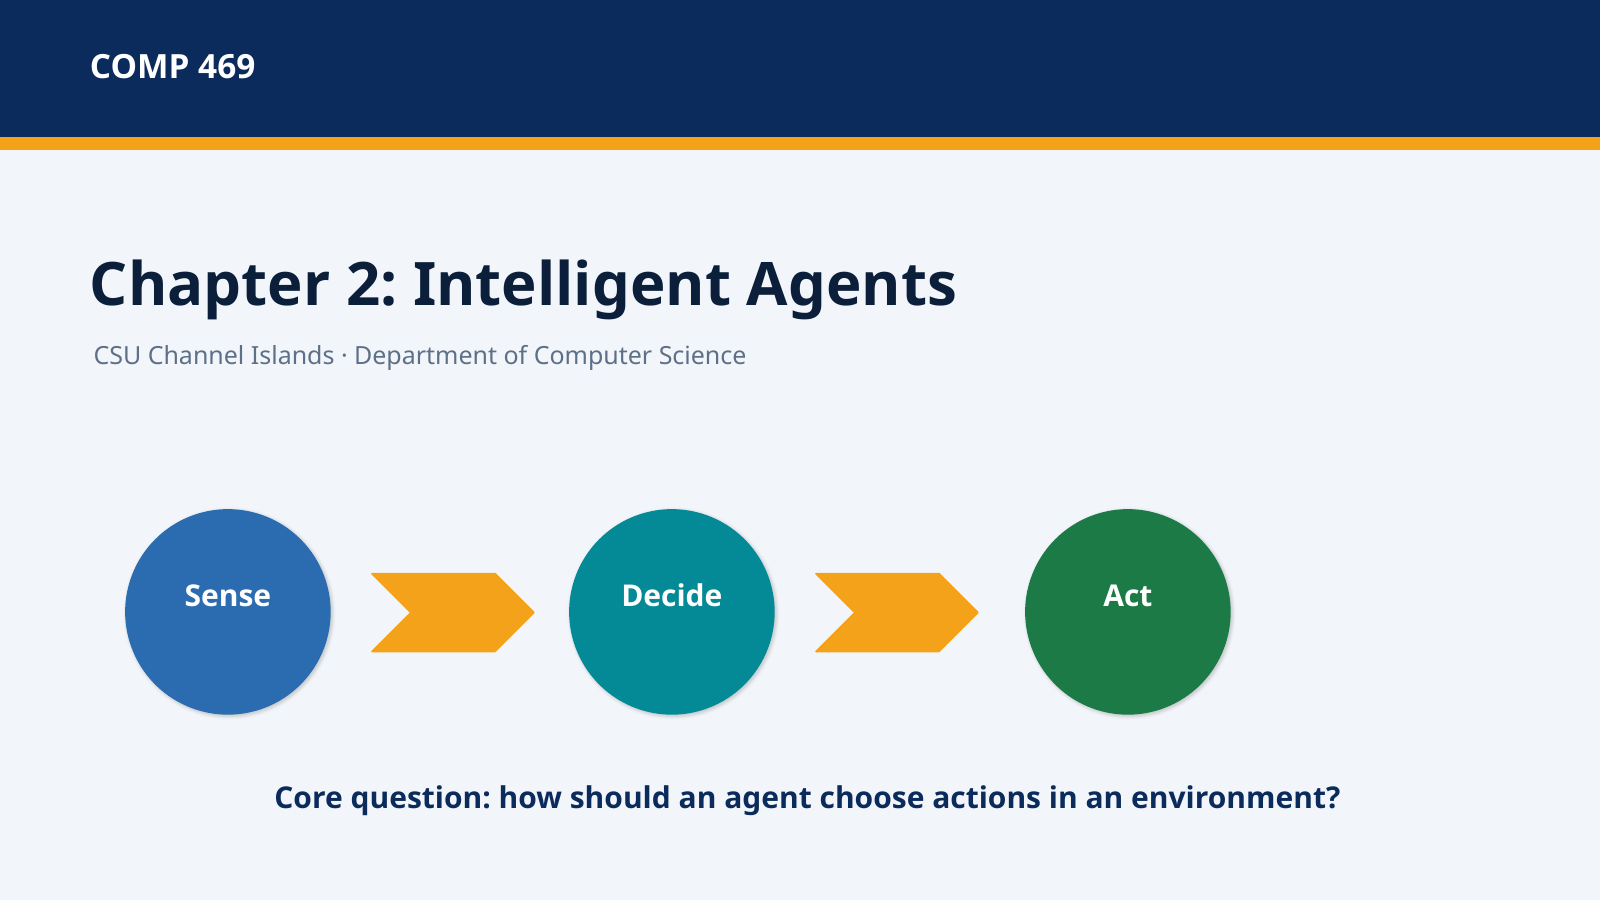 COMP 469
Chapter 2: Intelligent Agents
CSU Channel Islands · Department of Computer Science
Sense
Decide
Act
Core question: how should an agent choose actions in an environment?